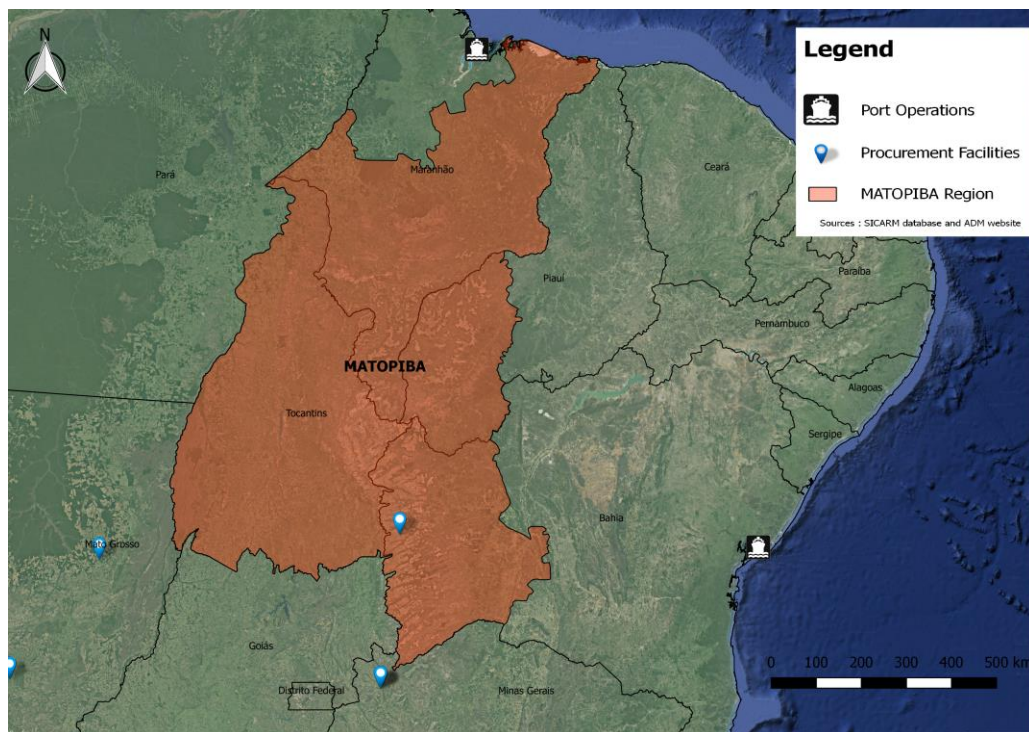 N
Legend
Port Operations
Procurement Facilities
MATOPIBA Region
Sources : SICARM database and ADM website
Pará
Maranhão
Ceará
Piauí
Paraíba
Pernambuco
MATOPIBA
Alagoas
Tocantins
Sergipe
Bahia
Mato Grosso
Goiás
Distrito Federal
Minas Gerais
0 100 200 300 400 500 km